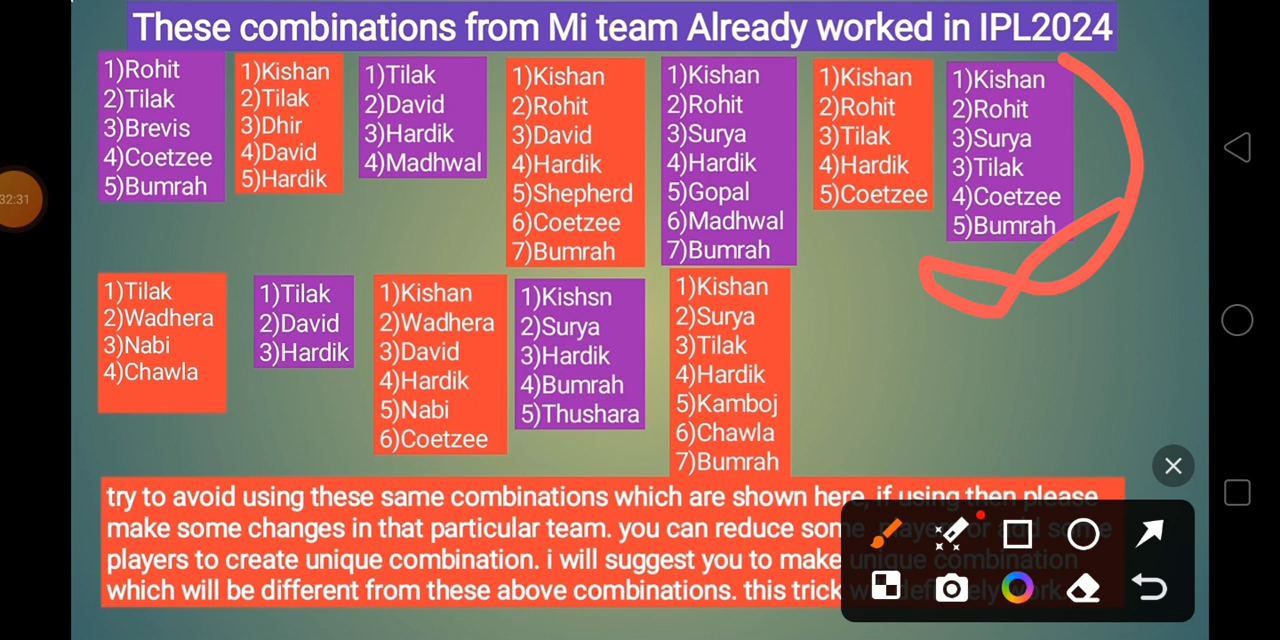 These combinations from Mi team Already worked in IPL2024
1)Rohit
2)Tilak
3)Brevis
4)Coetzee
5)Bumrah
1)Kishan
2)Tilak
3)Dhir
4)David
5)Hardik
1)Tilak
2)David
3)Hardik
4)Madhwal
1)Kishan
2)Rohit
3)David
4)Hardik
5)Shepherd
6)Coetzee
7)Bumrah
1)Kishan
2)Rohit
3)Surya
4)Hardik
5)Gopal
6)Madhwal
7)Bumrah
1)Kishan
2)Rohit
3)Tilak
4)Hardik
5)Coetzee
1)Kishan
2)Rohit
3)Surya
3)Tilak
4)Coetzee
5)Bumrah
32:31
1)Tilak
2)Wadhera
3)Nabi
4)Chawla
1)Tilak
2)David
3)Hardik
1)Kishan
2)Wadhera
3)David
4)Hardik
5)Nabi
6)Coetzee
1)Kishsn
2)Surya
3)Hardik
4)Bumrah
5)Thushara
1)Kishan
2)Surya
3)Tilak
4)Hardik
5)Kamboj
6)Chawla
7)Bumrah
try to avoid using these same combinations which are shown here, if using then please
make some changes in that particular team. you can reduce some players or add some
players to create unique combination. i will suggest you to make unique combination
which will be different from these above combinations. this trick will definitely work